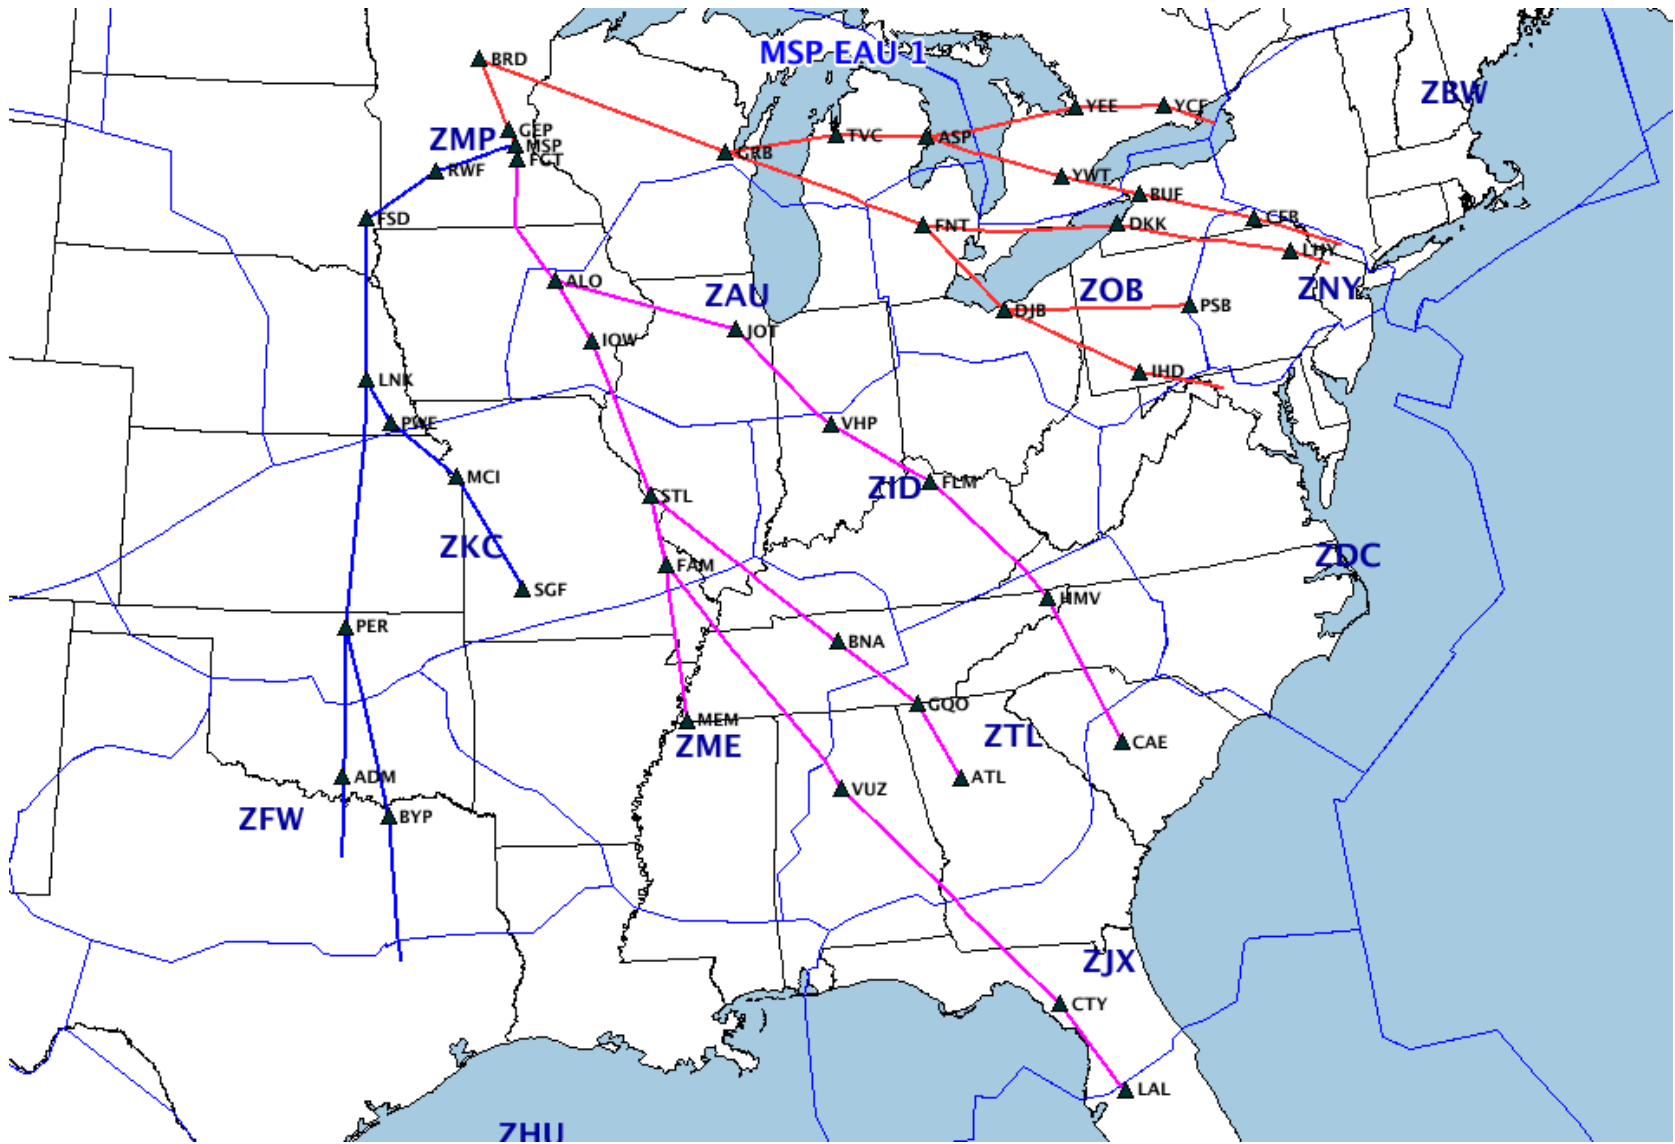 MSP EAU 1
BRD
ZBW
YEE
YCF
GEP
ZMP
MSP
FGT
TVC
ASP
GRB
RWF
YWT
BUF
FSD
FNT
DKK
CFB
LHY
ALO
ZAU
ZOB
ZNY
DJB
PSB
JOT
IOW
LNK
IHD
PWE
VHP
MCI
STL
ZID
FLM
ZKC
ZDC
FAM
SGF
HMV
PER
BNA
GQO
MEM
ZME
ZTL
CAE
ADM
ATL
VUZ
ZFW
BYP
ZJX
CTY
LAL
ZHU